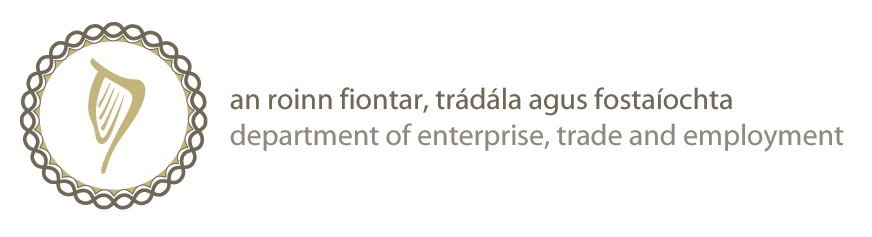 an roinn fiontar, trádála agus fostaíochta
department of enterprise, trade and employment